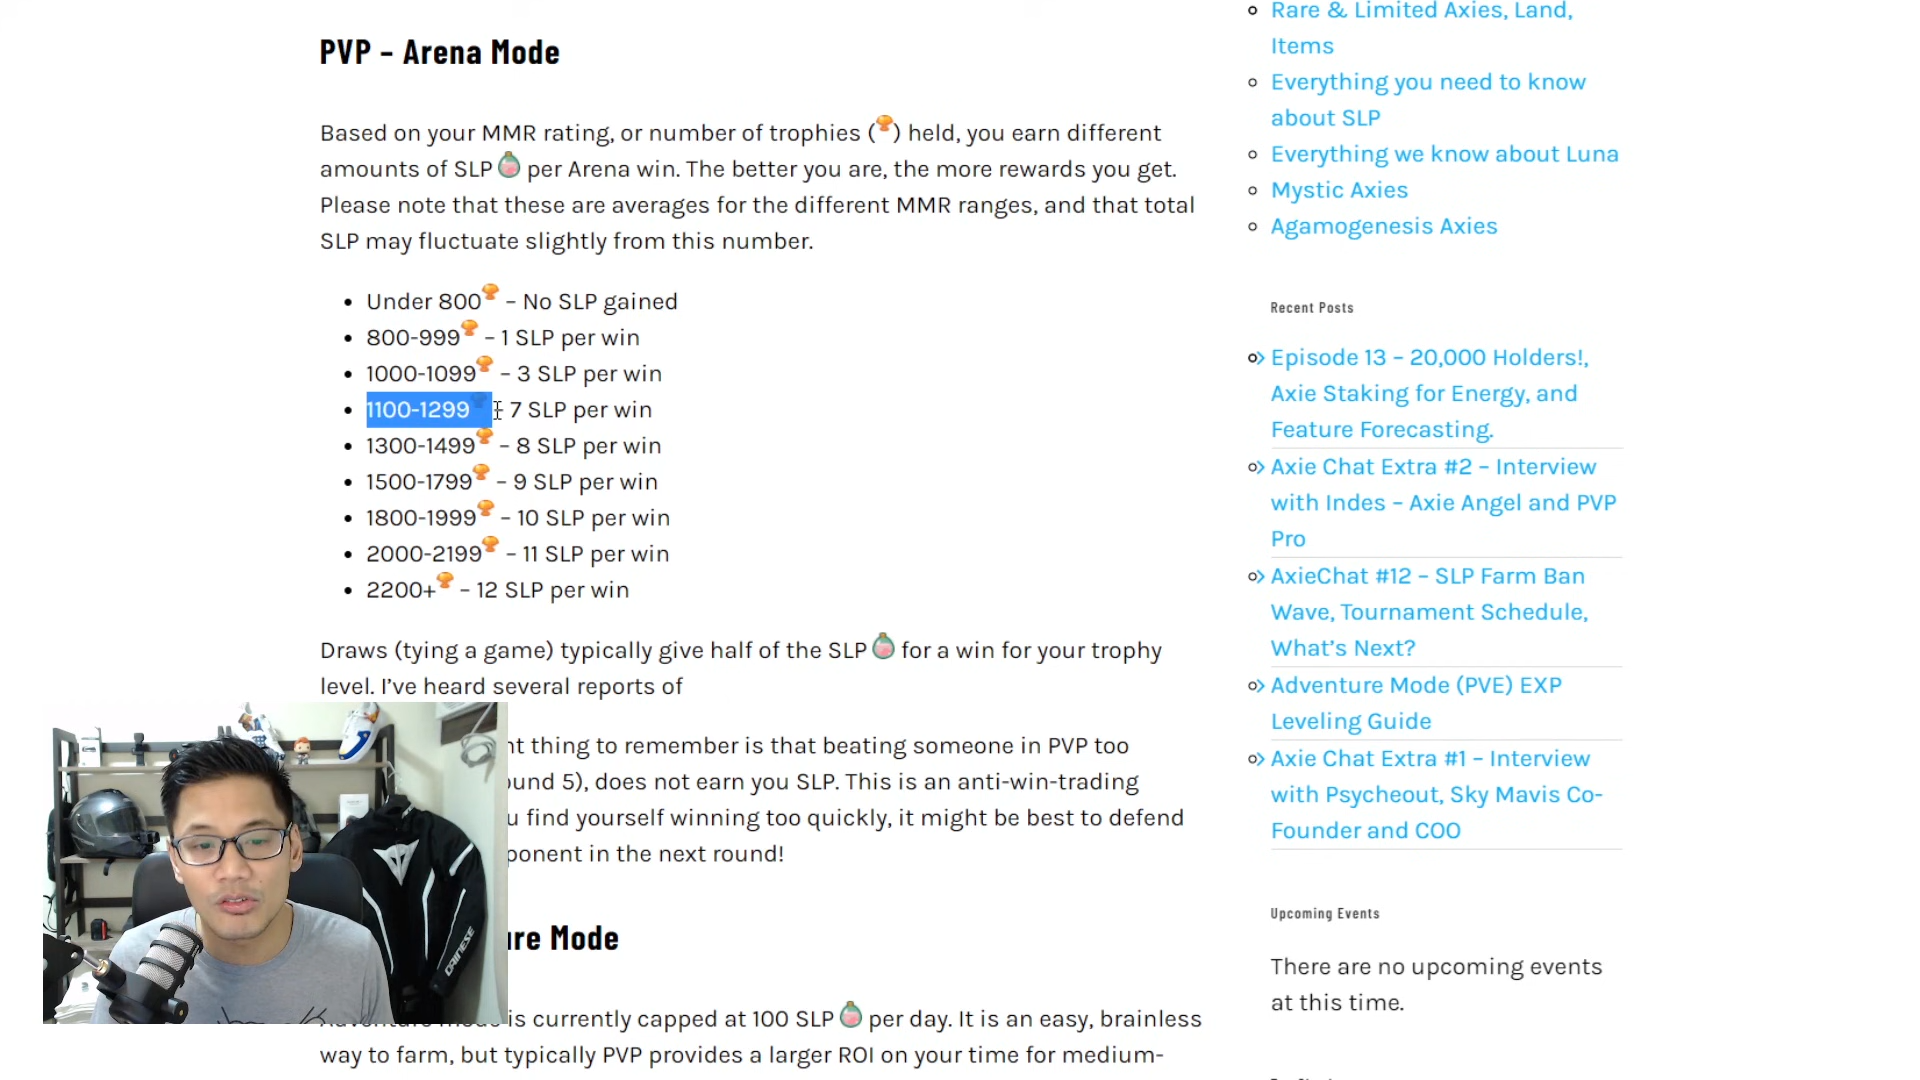 PVP – Arena Mode
Based on your MMR rating, or number of trophies ( ) held, you earn different
amounts of SLP per Arena win. The better you are, the more rewards you get.
Please note that these are averages for the different MMR ranges, and that total
SLP may fluctuate slightly from this number.
Under 800 – No SLP gained
800-999 – 1 SLP per win
1000-1099 – 3 SLP per win
1100-1299 – 7 SLP per win
1300-1499 – 8 SLP per win
1500-1799 – 9 SLP per win
1800-1999 – 10 SLP per win
2000-2199 – 11 SLP per win
2200+ – 12 SLP per win
Draws (tying a game) typically give half of the SLP for a win for your trophy
level. I've heard several reports of
thing to remember is that beating someone in PVP too
5), does not earn you SLP. This is an anti-win-trading
find yourself winning too quickly, it might be best to defend
in the next round!
Mode
is currently capped at 100 SLP per day. It is an easy, brainless
way to farm, but typically PVP provides a larger ROI on your time for medium-
DAINESE
Rare & Limited Axies, Land,
Items
Everything you need to know
about SLP
Everything we know about Luna
Mystic Axies
Agamogenesis Axies
Recent Posts
Episode 13 – 20,000 Holders!,
Axie Staking for Energy, and
Feature Forecasting.
Axie Chat Extra #2 – Interview
with Indes – Axie Angel and PVP
Pro
AxieChat #12 – SLP Farm Ban
Wave, Tournament Schedule,
What's Next?
Adventure Mode (PVE) EXP
Leveling Guide
Axie Chat Extra #1 – Interview
with Psycheout, Sky Mavis Co-
Founder and COO
Upcoming Events
There are no upcoming events
at this time.